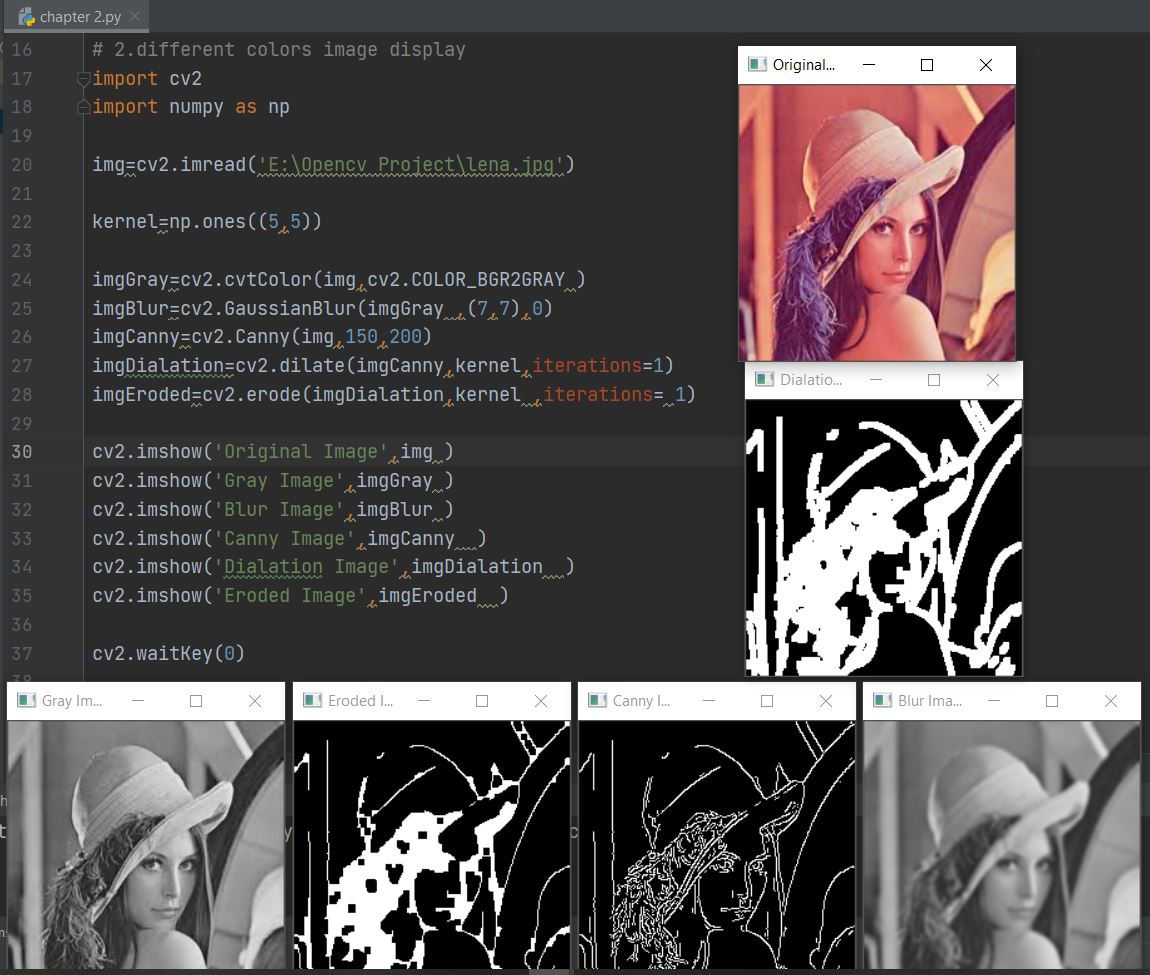 chapter 2.py
16 # 2.different colors image display
17 import cv2
18 import numpy as np
19
20 img=cv2.imread('E:\Opencv Project\lena.jpg')
21
22 kernel=np.ones((5,5))
23
24 imgGray=cv2.cvtColor(img,cv2.COLOR_BGR2GRAY )
25 imgBlur=cv2.GaussianBlur(imgGray ,(7,7),0)
26 imgCanny=cv2.Canny(img,150,200)
27 imgDialation=cv2.dilate(imgCanny,kernel,iterations=1)
28 imgEroded=cv2.erode(imgDialation,kernel ,iterations= 1)
29
30 cv2.imshow('Original Image',img )
31 cv2.imshow('Gray Image',imgGray )
32 cv2.imshow('Blur Image',imgBlur )
33 cv2.imshow('Canny Image',imgCanny  )
34 cv2.imshow('Dialation Image',imgDialation  )
35 cv2.imshow('Eroded Image',imgEroded  )
36
37 cv2.waitKey(0)
Original...
Dialatio...
Gray Im...
Eroded I...
Canny I...
Blur Ima...